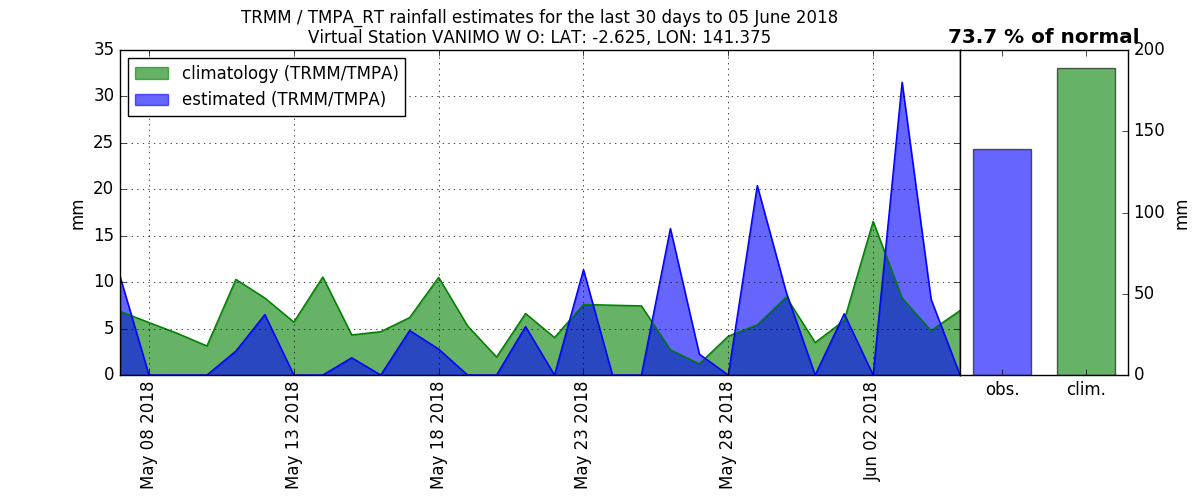 TRMM / TMPA_RT rainfall estimates for the last 30 days to 05 June 2018
Virtual Station VANIMO W O: LAT: -2.625, LON: 141.375
73.7 % of normal
climatology (TRMM/TMPA)
estimated (TRMM/TMPA)
35
30
25
20
15
10
5
0
mm
May 08 2018
May 13 2018
May 18 2018
May 23 2018
May 28 2018
Jun 02 2018
obs.
clim.
200
150
100
50
0
mm